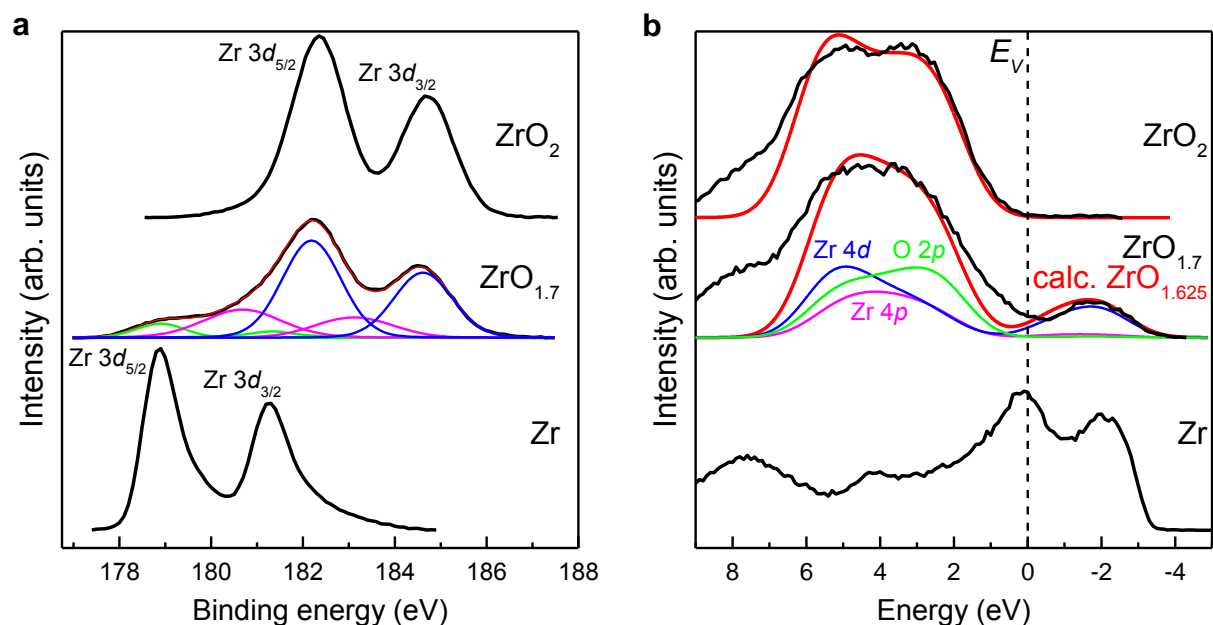 a
Zr 3d5/2
Zr 3d3/2
ZrO2
ZrO1.7
Zr 3d5/2
Zr 3d3/2
Zr
Intensity (arb. units)
178 180 182 184 186 188
Binding energy (eV)
b
EV
ZrO2
Zr 4d
O 2p
Zr 4p
ZrO1.7
calc. ZrO1.625
Zr
Intensity (arb. units)
8 6 4 2 0 -2 -4
Energy (eV)